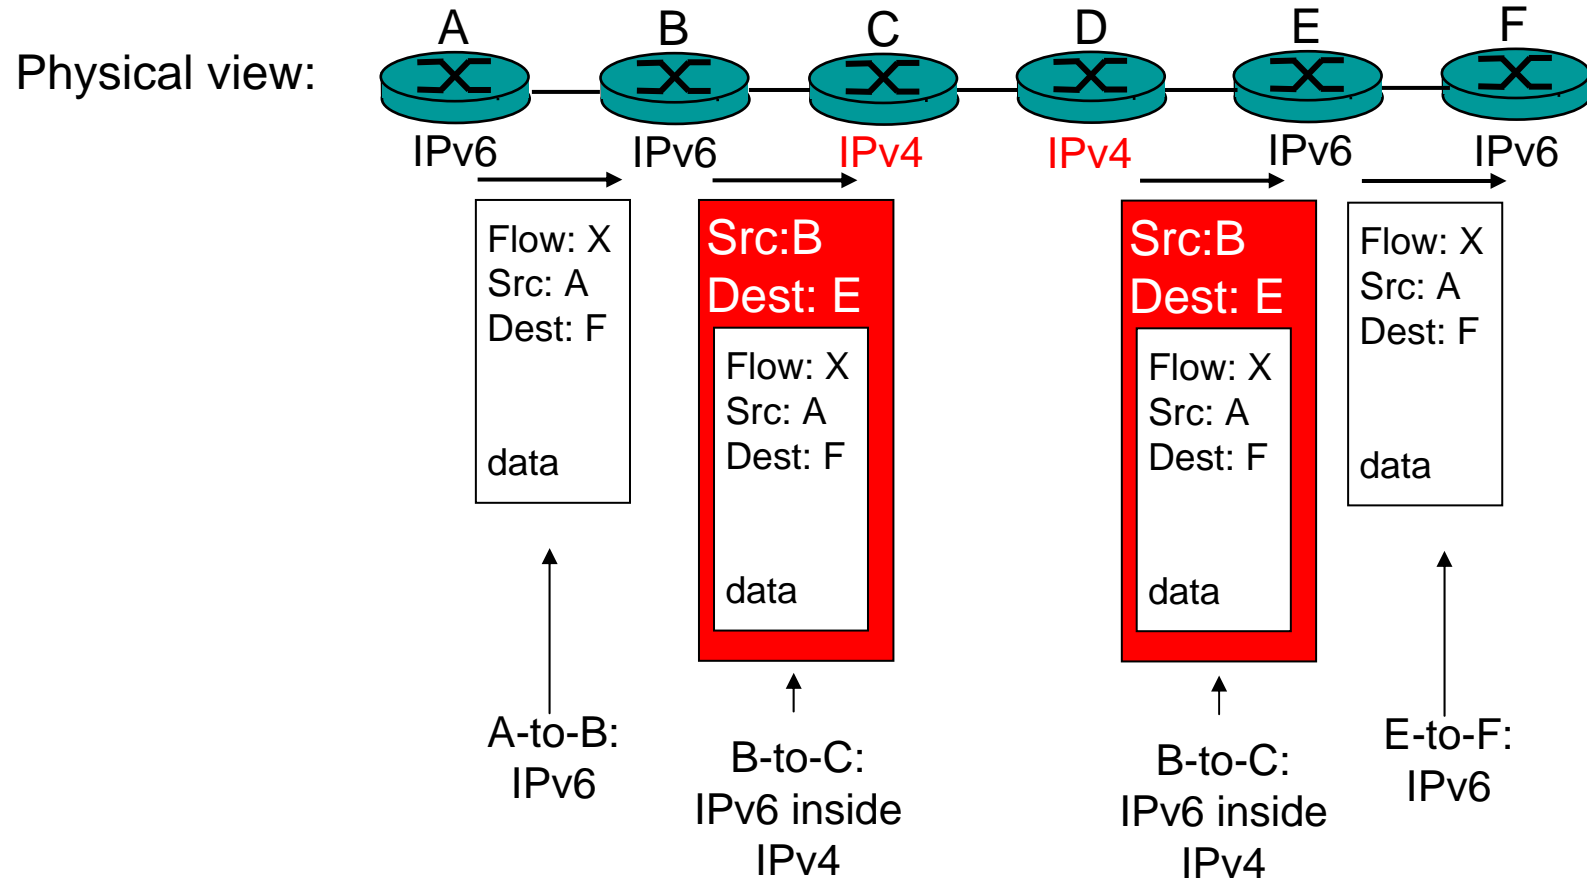 A
B
C
D
E
F
Physical view:
IPv6
IPv6
IPv4
IPv4
IPv6
IPv6
Flow: X
Src: A
Dest: F
data
Src:B
Dest: E
Flow: X
Src: A
Dest: F
data
Src:B
Dest: E
Flow: X
Src: A
Dest: F
data
Flow: X
Src: A
Dest: F
data
A-to-B:
IPv6
B-to-C:
IPv6 inside
IPv4
B-to-C:
IPv6 inside
IPv4
E-to-F:
IPv6